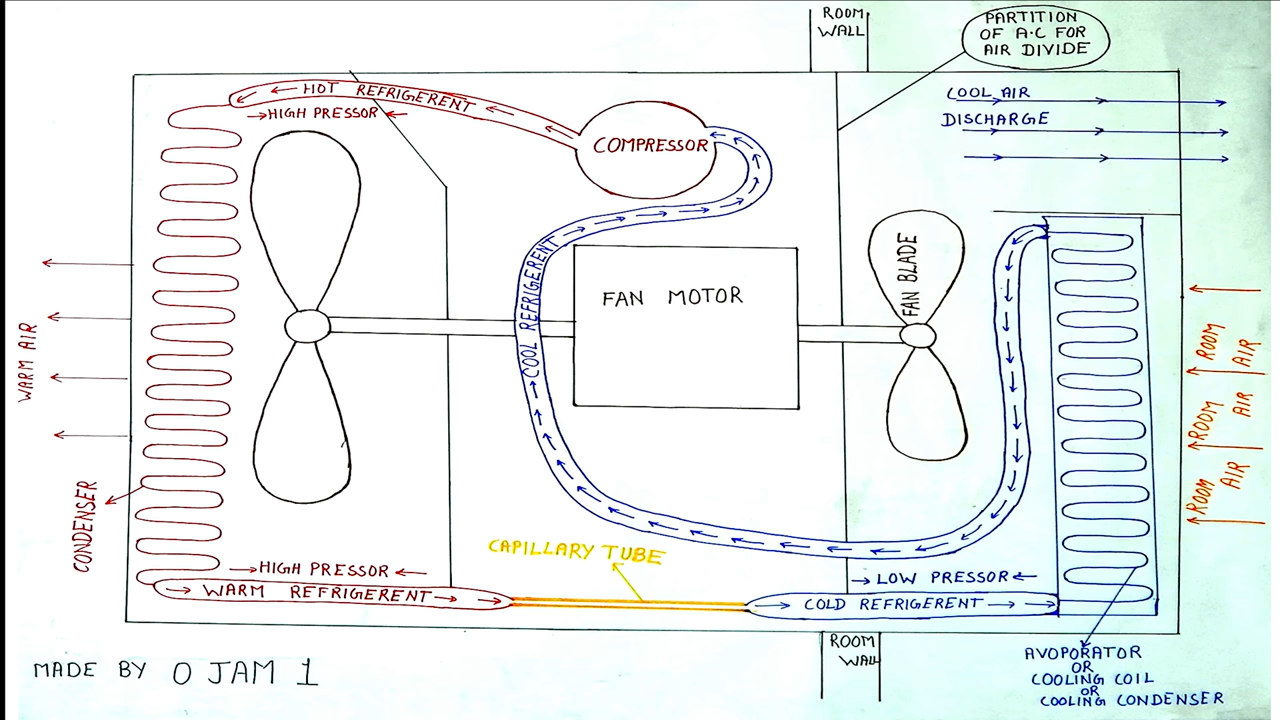 ROOM
WALL
PARTITION
OF A.C FOR
AIR DIVIDE
HOT REFRIGERENT
HIGH PRESSOR
COMPRESSOR
COOL AIR
DISCHARGE
COOL REFRIGERENT
FAN MOTOR
FAN BLADE
WARM AIR
ROOM AIR
ROOM AIR
ROOM AIR
CONDENSER
CAPILLARY TUBE
HIGH PRESSOR
WARM REFRIGERENT
LOW PRESSOR
COLD REFRIGERENT
ROOM
WALL
AVOPORATOR
OR
COOLING COIL
OR
COOLING CONDENSER
MADE BY O JAM 1